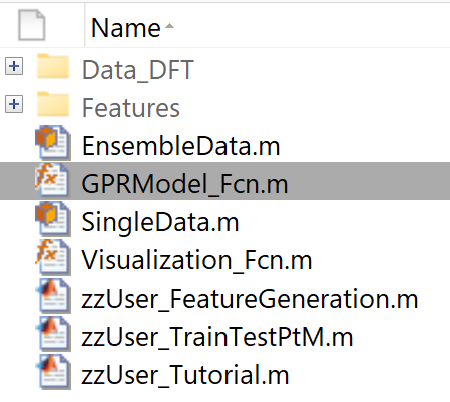 Name
Data_DFT
Features
EnsembleData.m
GPRModel_Fcn.m
SingleData.m
Visualization_Fcn.m
zzUser_FeatureGeneration.m
zzUser_TrainTestPtM.m
zzUser_Tutorial.m